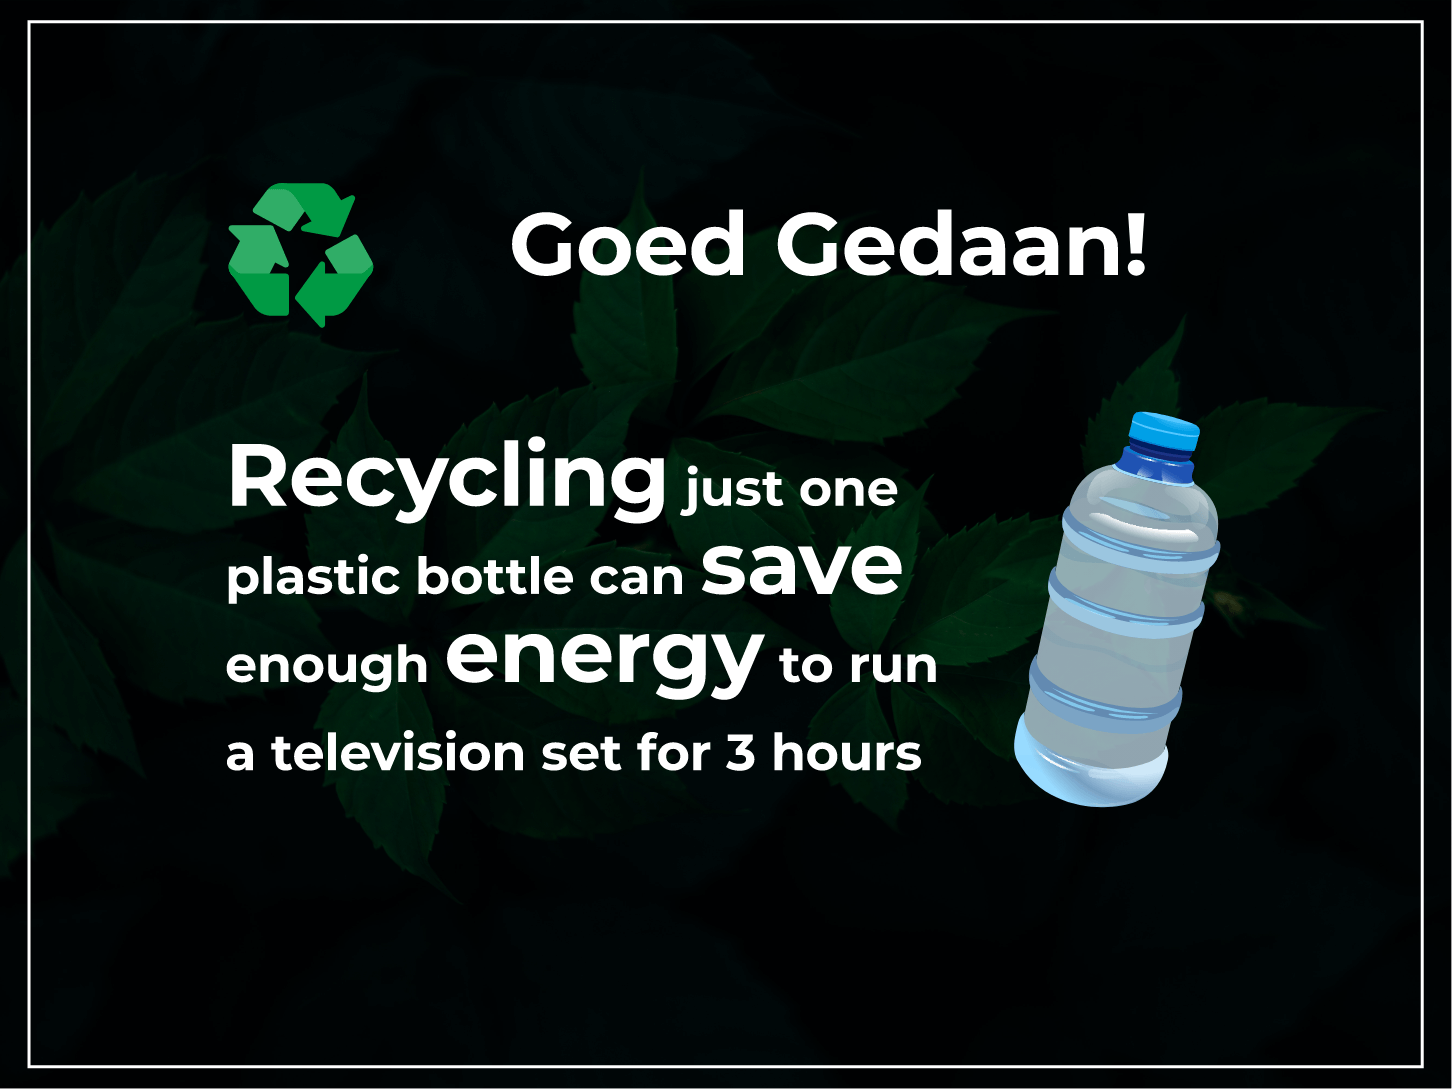 Goed Gedaan!
Recycling just one
plastic bottle can save
enough energy to run
a television set for 3 hours